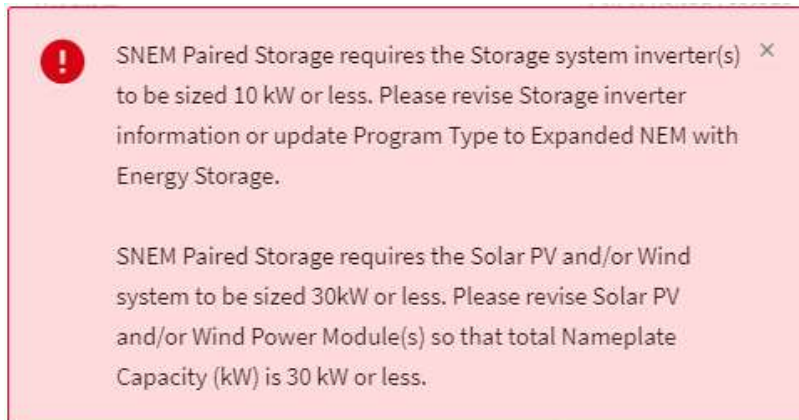 SNEM Paired Storage requires the Storage system inverter(s)
to be sized 10 kW or less. Please revise Storage inverter
information or update Program Type to Expanded NEM with
Energy Storage.
SNEM Paired Storage requires the Solar PV and/or Wind
system to be sized 30kW or less. Please revise Solar PV
and/or Wind Power Module(s) so that total Nameplate
Capacity (kW) is 30 kW or less.